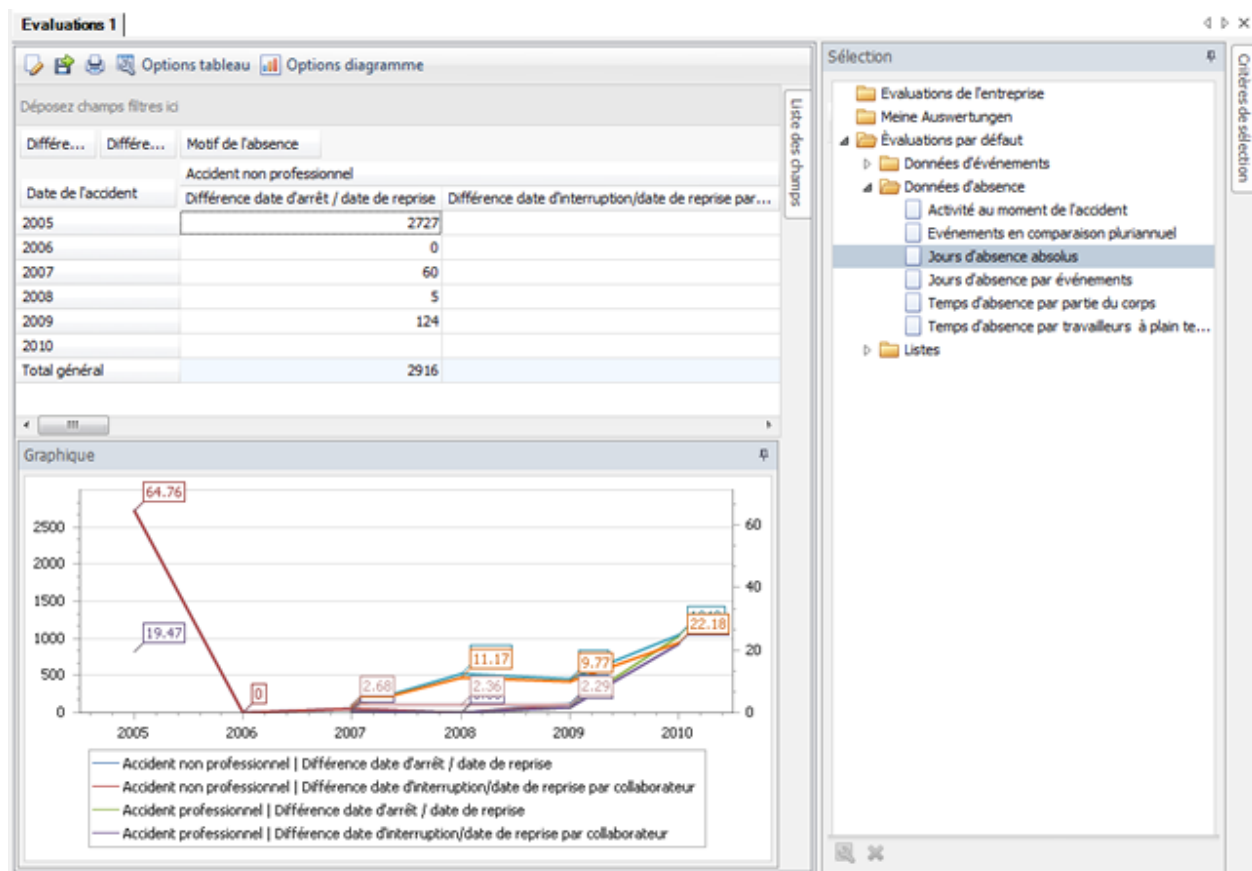 Evaluations 1
Options tableau Options diagramme
Déposez champs filtres ici
Différe... Différe... Motif de l'absence
Accident non professionnel
Date de l'accident
Différence date d'arrêt / date de reprise Différence date d'interruption/date de reprise par...
2005 2727
2006 0
2007 60
2008 5
2009 124
2010
Total général 2916
Liste des champs
Graphique
64.76
19.47
0
2.68
11.17
2.36
9.77
2.29
22.18
2500
2000
1500
1000
500
0
60
40
20
0
2005 2006 2007 2008 2009 2010
Accident non professionnel | Différence date d'arrêt / date de reprise
Accident non professionnel | Différence date d'interruption/date de reprise par collaborateur
Accident professionnel | Différence date d'arrêt / date de reprise
Accident professionnel | Différence date d'interruption/date de reprise par collaborateur
Sélection
Evaluations de l'entreprise
Meine Auswertungen
Èvaluations par défaut
Données d'événements
Données d'absence
Activité au moment de l'accident
Evénements en comparaison pluriannuel
Jours d'absence absolus
Jours d'absence par événements
Temps d'absence par partie du corps
Temps d'absence par travailleurs à plain te...
Listes
Critères de sélection